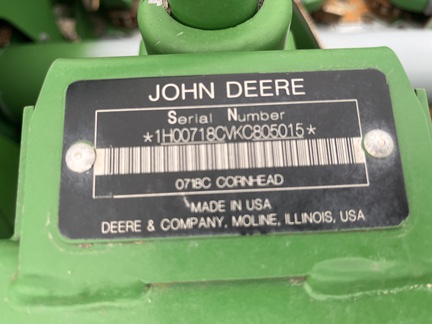 JOHN DEERE
Serial Number
*1H00718CVKC805015*
0718C CORNHEAD
MADE IN USA
DEERE & COMPANY, MOLINE, ILLINOIS, USA